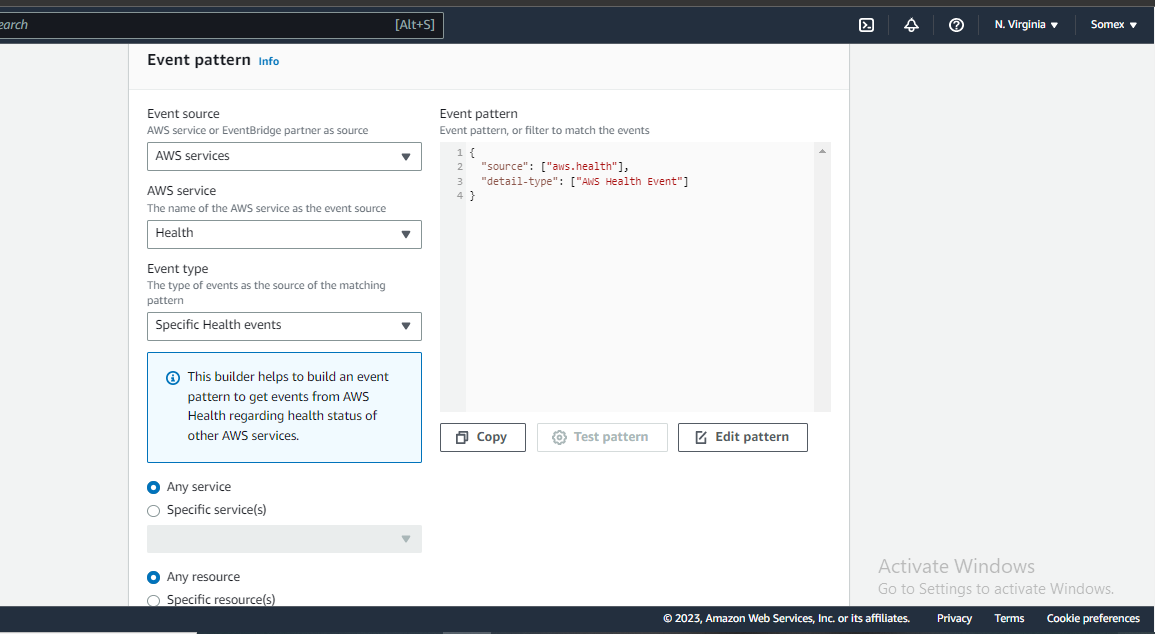 earch
[Alt+S]
N. Virginia
Somex
Event pattern Info
Event source
AWS service or EventBridge partner as source
AWS services
AWS service
The name of the AWS service as the event source
Health
Event type
The type of events as the source of the matching
pattern
Specific Health events
This builder helps to build an event
pattern to get events from AWS
Health regarding health status of
other AWS services.
Any service
Specific service(s)
Any resource
Specific resource(s)
Event pattern
Event pattern, or filter to match the events
1 {
2 "source": ["aws.health"],
3 "detail-type": ["AWS Health Event"]
4 }
Copy
Test pattern
Edit pattern
Activate Windows
Go to Settings to activate Windows.
© 2023, Amazon Web Services, Inc. or its affiliates.
Privacy
Terms
Cookie preferences